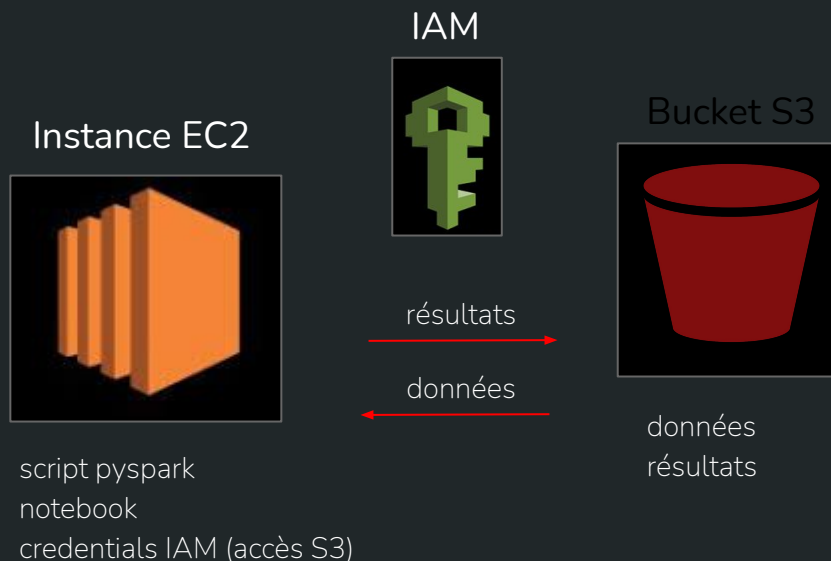 IAM
Instance EC2
Bucket S3
résultats
données
script pyspark
notebook
credentials IAM (accès S3)
données
résultats